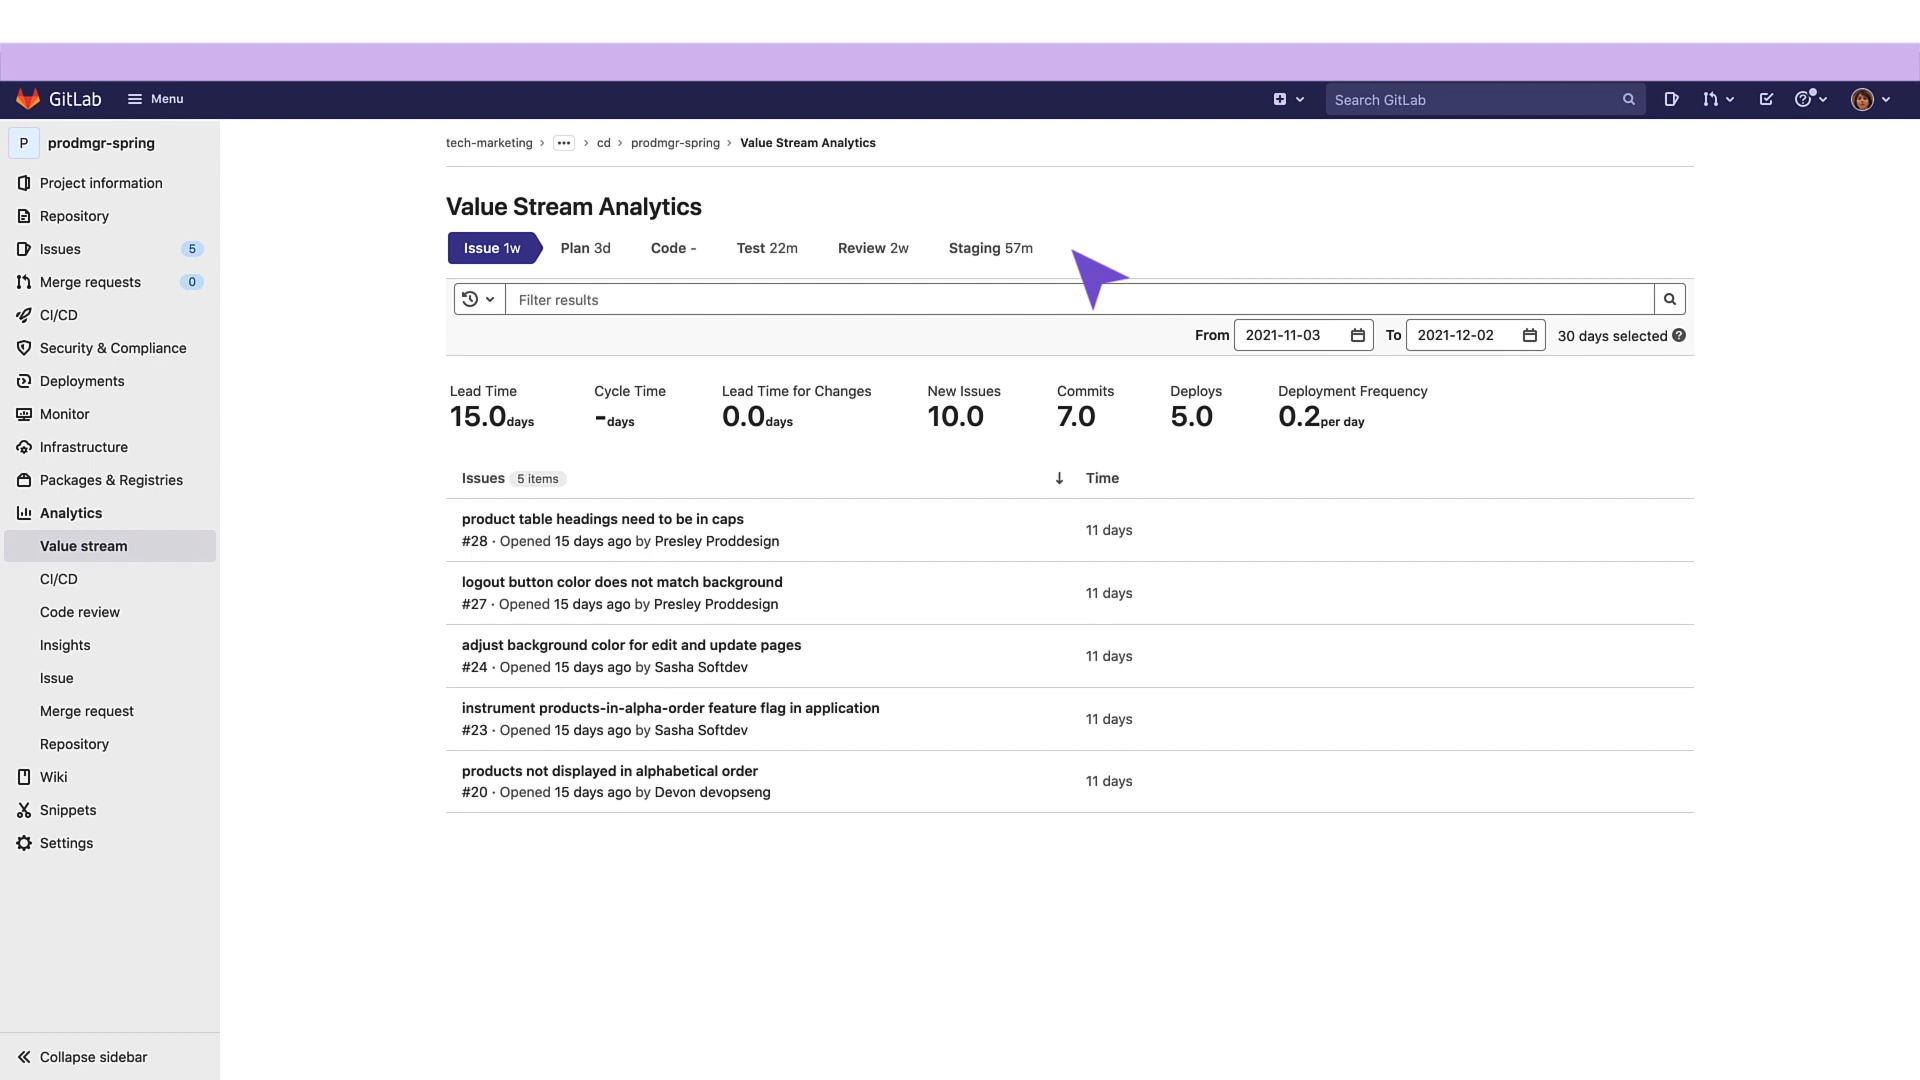 GitLab Menu Search GitLab
P prodmgr-spring
Project information
Repository
Issues 5
Merge requests 0
CI/CD
Security & Compliance
Deployments
Monitor
Infrastructure
Packages & Registries
Analytics
Value stream
CI/CD
Code review
Insights
Issue
Merge request
Repository
Wiki
Snippets
Settings
Collapse sidebar
tech-marketing › ••• › cd › prodmgr-spring › Value Stream Analytics
Value Stream Analytics
Issue 1w Plan 3d Code - Test 22m Review 2w Staging 57m
Filter results
From 2021-11-03 To 2021-12-02 30 days selected
Lead Time Cycle Time Lead Time for Changes New Issues Commits Deploys Deployment Frequency
15.0 days - days 0.0 days 10.0 7.0 5.0 0.2 per day
Issues 5 items ↓ Time
product table headings need to be in caps
#28 · Opened 15 days ago by Presley Proddesign
11 days
logout button color does not match background
#27 · Opened 15 days ago by Presley Proddesign
11 days
adjust background color for edit and update pages
#24 · Opened 15 days ago by Sasha Softdev
11 days
instrument products-in-alpha-order feature flag in application
#23 · Opened 15 days ago by Sasha Softdev
11 days
products not displayed in alphabetical order
#20 · Opened 15 days ago by Devon devopseng
11 days